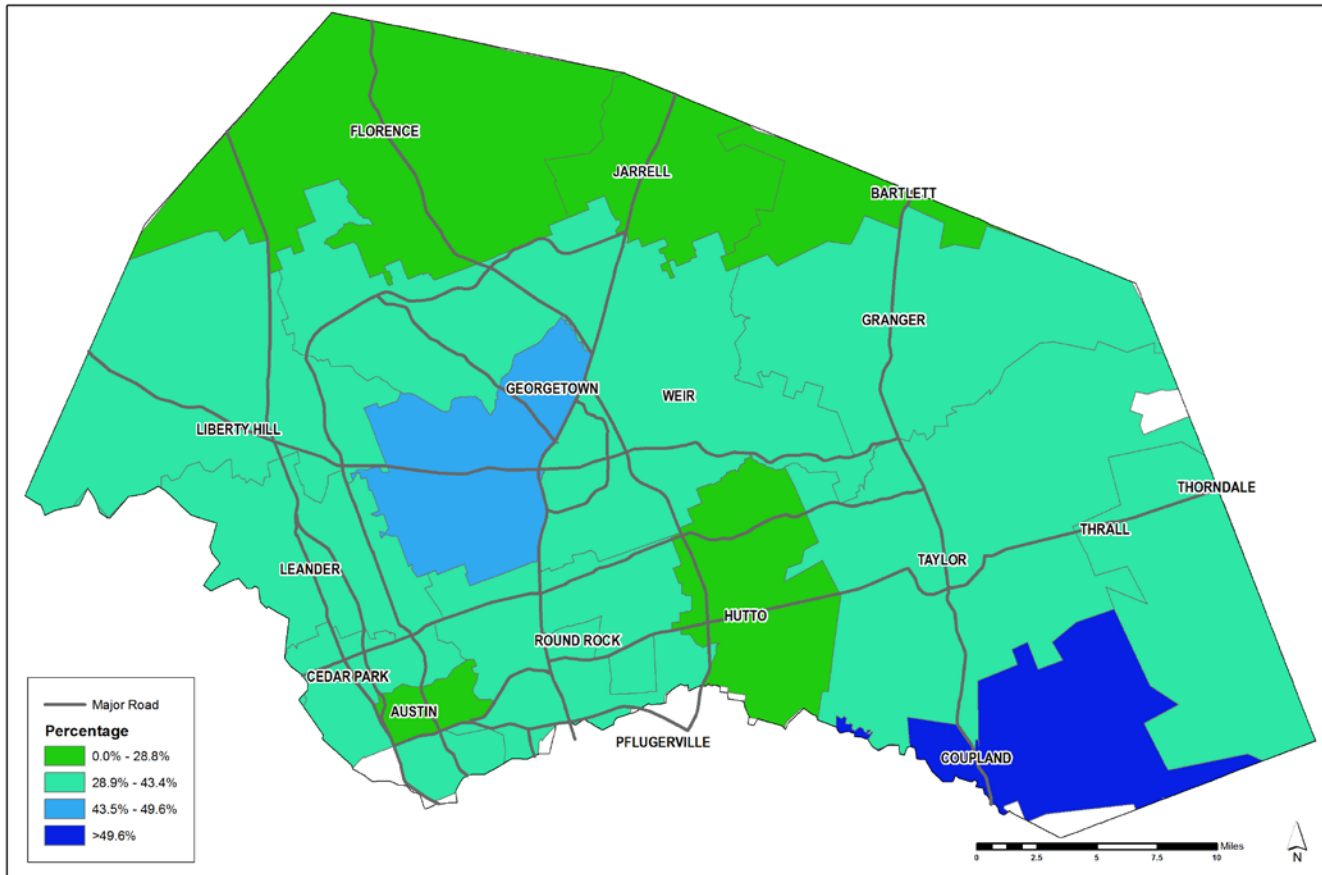 FLORENCE
JARRELL
BARTLETT
GRANGER
GEORGETOWN
WEIR
LIBERTY HILL
THORNDALE
THRALL
TAYLOR
LEANDER
HUTTO
ROUND ROCK
CEDAR PARK
AUSTIN
PFLUGERVILLE
COUPLAND
Major Road
Percentage
0.0% - 28.8%
28.9% - 43.4%
43.5% - 49.6%
>49.6%
Miles
0 2.5 5 7.5 10
N